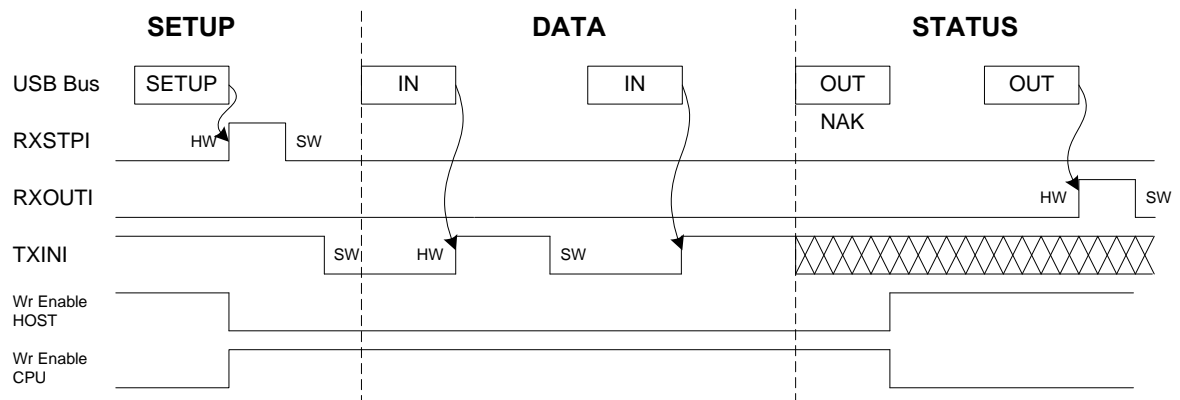 SETUP DATA STATUS
USB Bus SETUP IN IN OUT OUT
NAK
RXSTPI HW SW
RXOUTI HW SW
TXINI SW HW SW
Wr Enable
HOST
Wr Enable
CPU